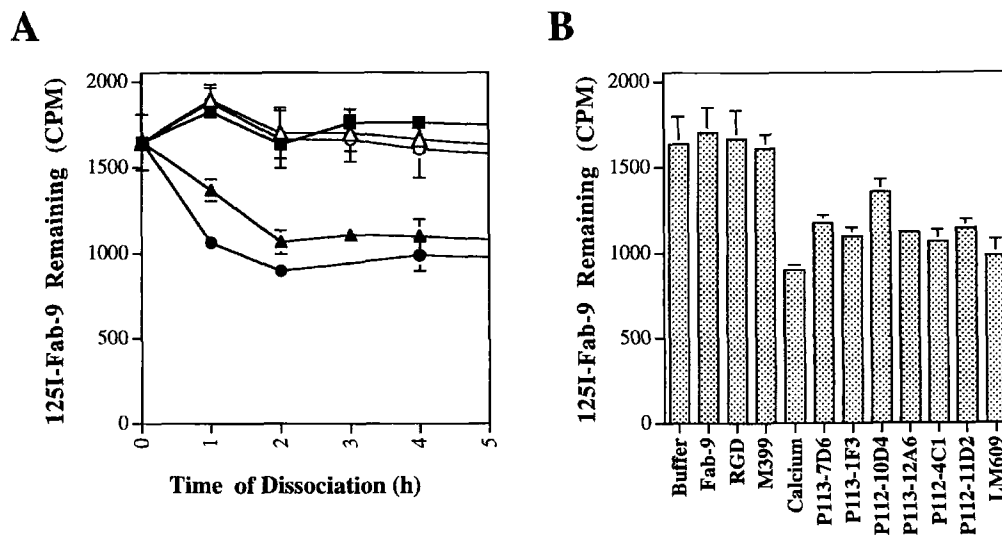 A
125I-Fab-9 Remaining (CPM)
2000
1500
1000
500
0
0 1 2 3 4 5
Time of Dissociation (h)
B
125I-Fab-9 Remaining (CPM)
2000
1500
1000
500
0
Buffer
Fab-9
RGD
M399
Calcium
P113-7D6
P113-1F3
P112-10D4
P113-12A6
P112-4C1
P112-11D2
LM609